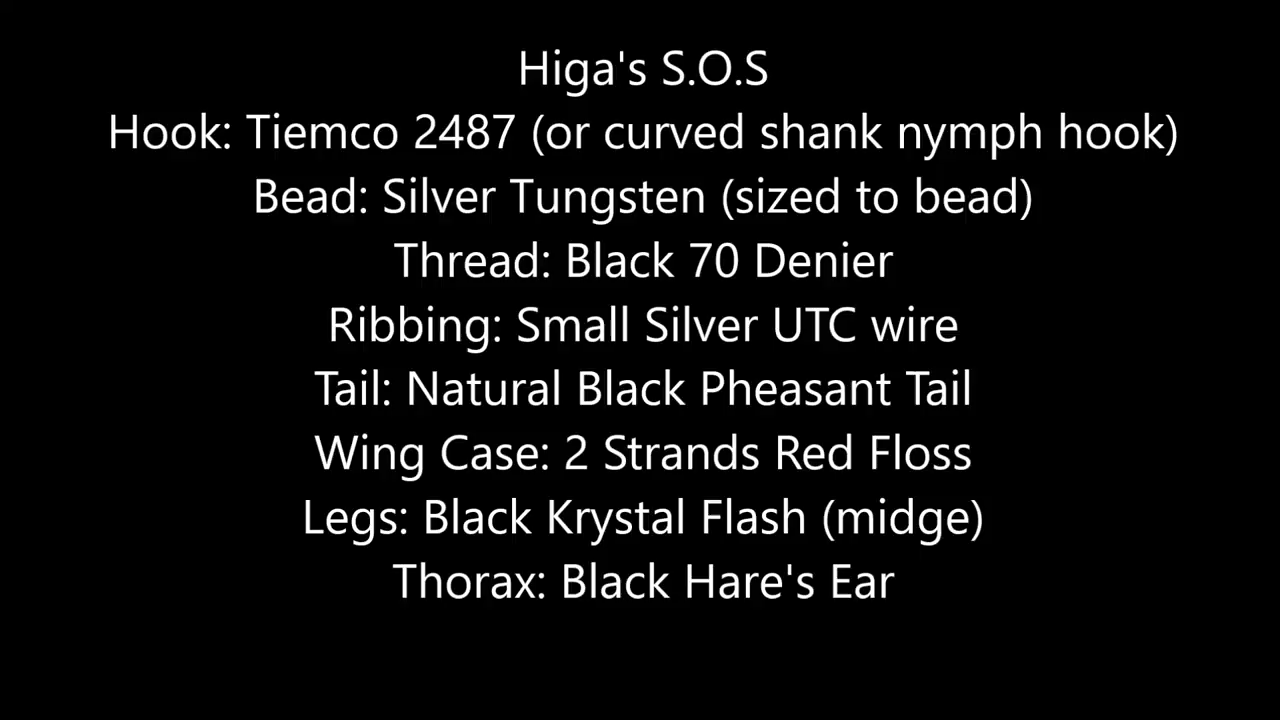 Higa's S.O.S
Hook: Tiemco 2487 (or curved shank nymph hook)
Bead: Silver Tungsten (sized to bead)
Thread: Black 70 Denier
Ribbing: Small Silver UTC wire
Tail: Natural Black Pheasant Tail
Wing Case: 2 Strands Red Floss
Legs: Black Krystal Flash (midge)
Thorax: Black Hare's Ear